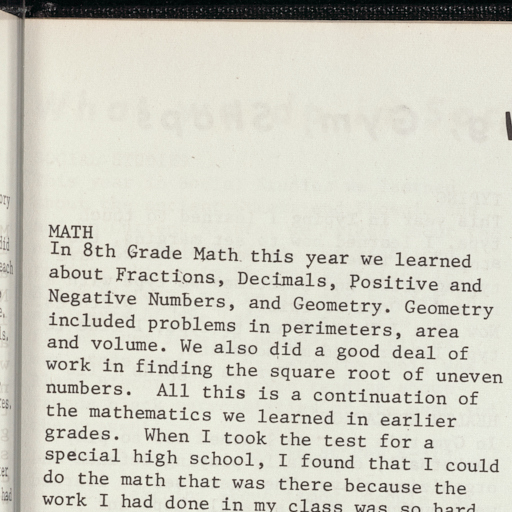 MATH
In 8th Grade Math this year we learned
about Fractions, Decimals, Positive and
Negative Numbers, and Geometry. Geometry
included problems in perimeters, area
and volume. We also did a good deal of
work in finding the square root of uneven
numbers. All this is a continuation of
the mathematics we learned in earlier
grades. When I took the test for a
special high school, I found that I could
do the math that was there because the
work I had done in my class was so hard